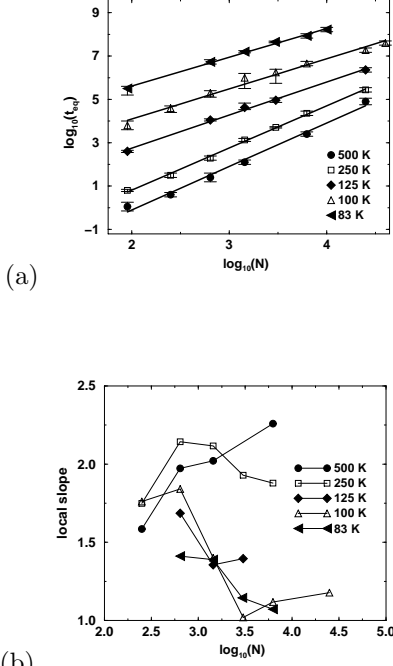 9
7
5
3
1
−1
log10(teq)
500 K
250 K
125 K
100 K
83 K
2
3
4
log10(N)
(a)
2.5
2.0
1.5
1.0
local slope
500 K
250 K
125 K
100 K
83 K
2.0 2.5 3.0 3.5 4.0 4.5 5.0
log10(N)
(b)